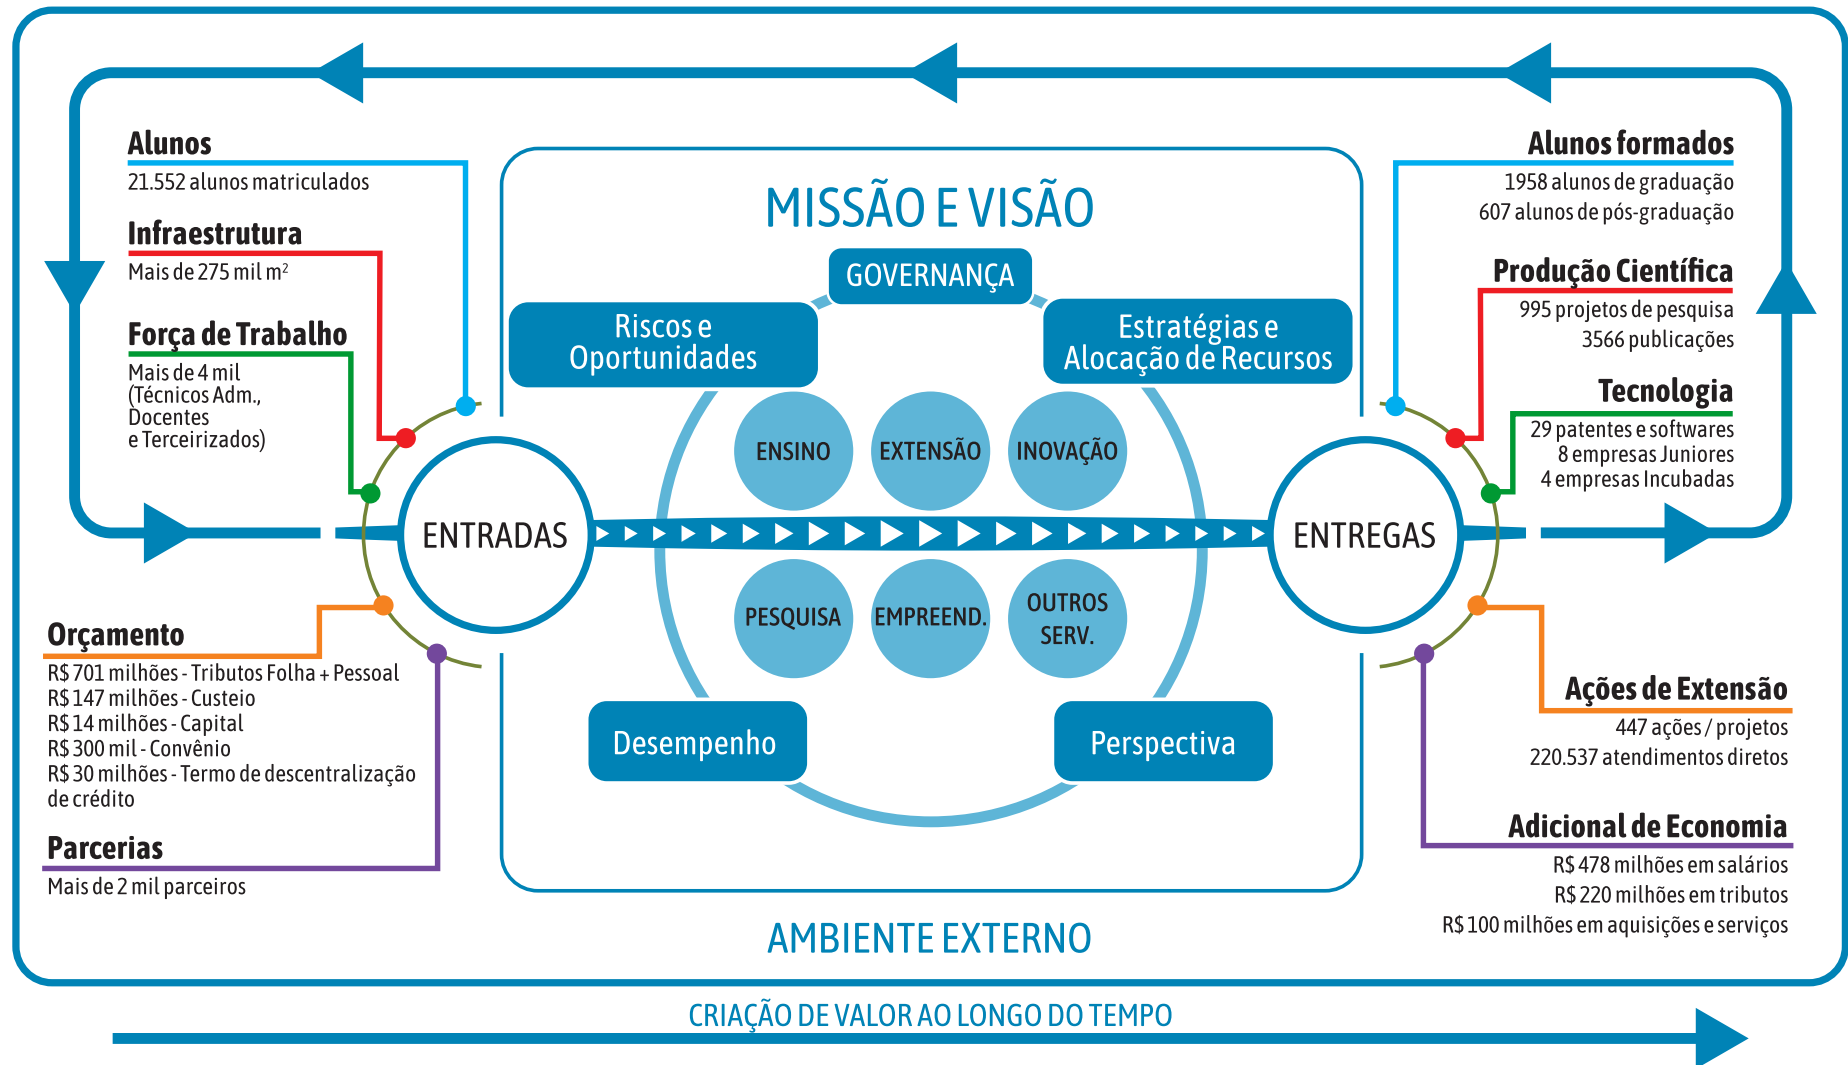 Alunos
21.552 alunos matriculados
Infraestrutura
Mais de 275 mil m²
Força de Trabalho
Mais de 4 mil
(Técnicos Adm.,
Docentes
e Terceirizados)
ENTRADAS
Orçamento
R$ 701 milhões - Tributos Folha + Pessoal
R$ 147 milhões - Custeio
R$ 14 milhões - Capital
R$ 300 mil - Convênio
R$ 30 milhões - Termo de descentralização
de crédito
Parcerias
Mais de 2 mil parceiros
MISSÃO E VISÃO
GOVERNANÇA
Riscos e
Oportunidades
Estratégias e
Alocação de Recursos
ENSINO
EXTENSÃO
INOVAÇÃO
PESQUISA
EMPREEND.
OUTROS
SERV.
Desempenho
Perspectiva
Alunos formados
1958 alunos de graduação
607 alunos de pós-graduação
Produção Científica
995 projetos de pesquisa
3566 publicações
Tecnologia
29 patentes e softwares
8 empresas Juniores
4 empresas Incubadas
ENTREGAS
Ações de Extensão
447 ações / projetos
220.537 atendimentos diretos
Adicional de Economia
R$ 478 milhões em salários
R$ 220 milhões em tributos
R$ 100 milhões em aquisições e serviços
AMBIENTE EXTERNO
CRIAÇÃO DE VALOR AO LONGO DO TEMPO